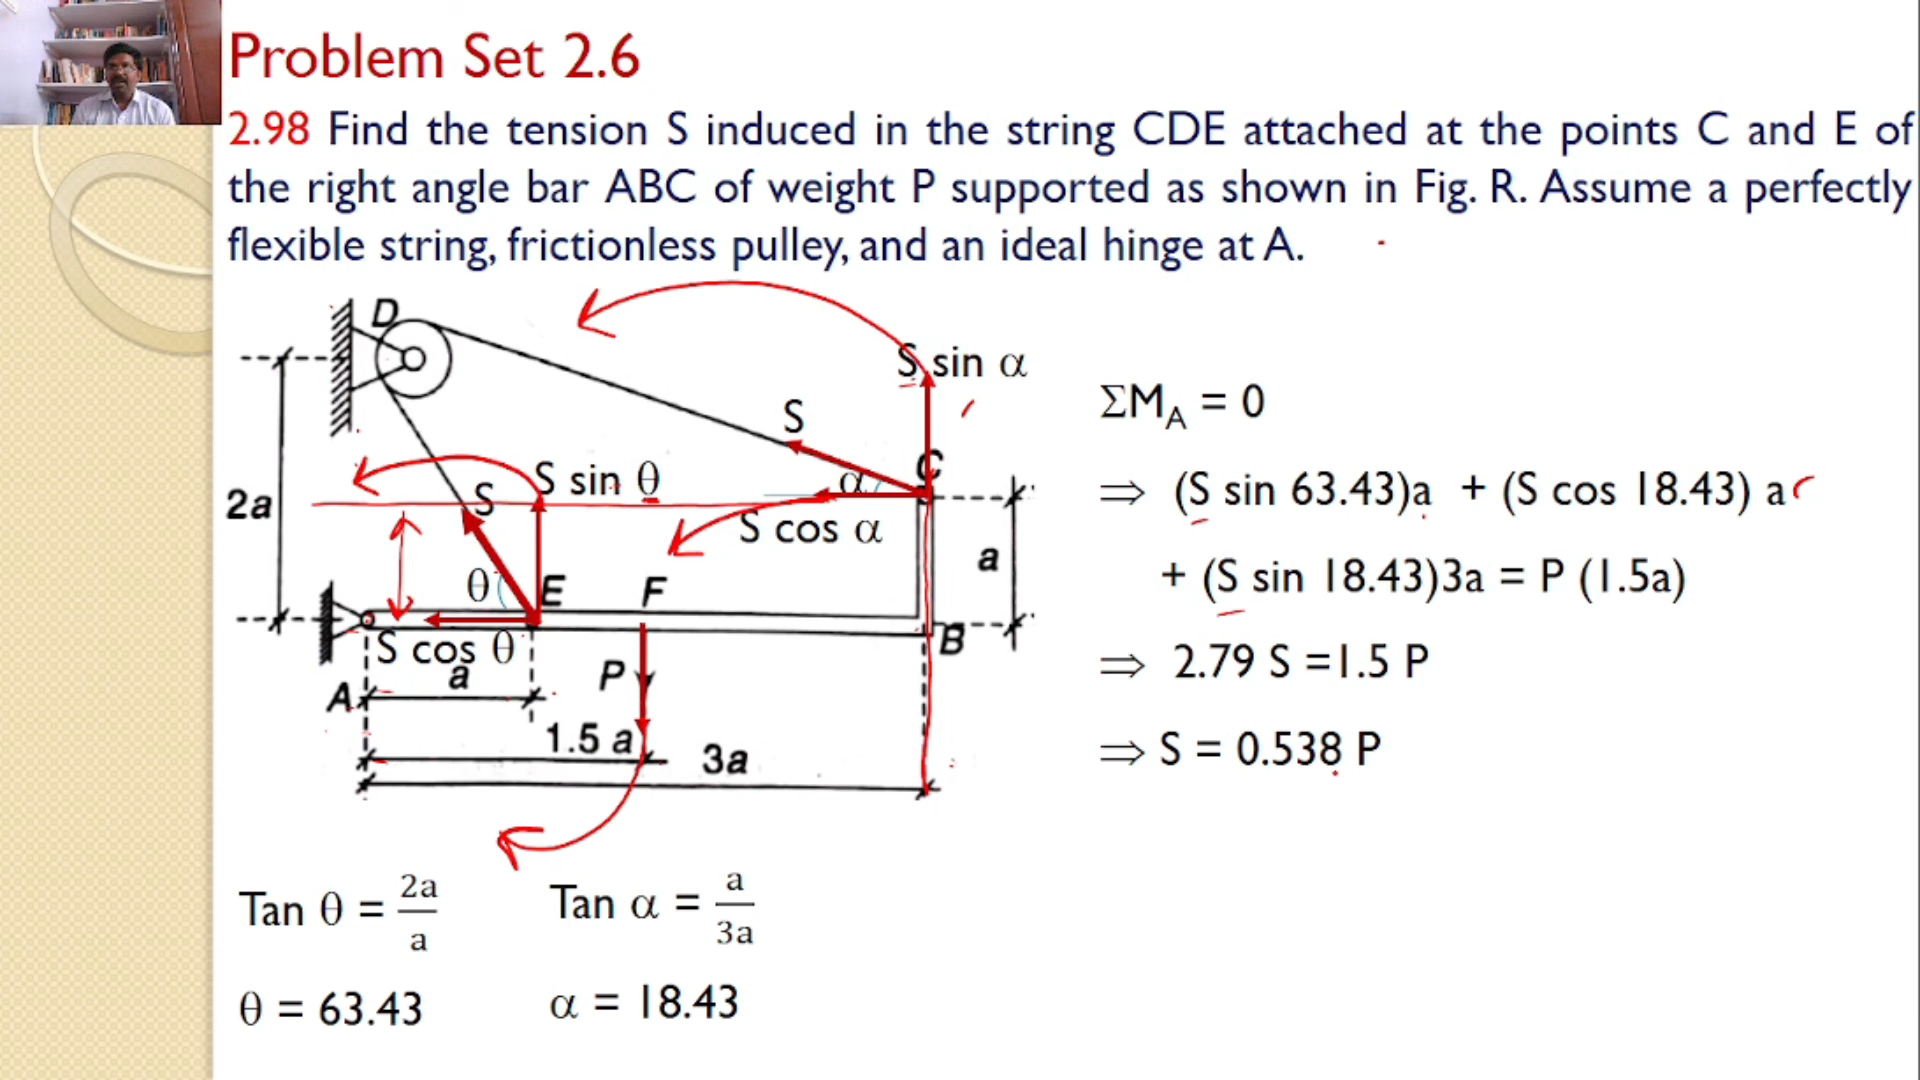 Problem Set 2.6
2.98 Find the tension S induced in the string CDE attached at the points C and E of
the right angle bar ABC of weight P supported as shown in Fig. R. Assume a perfectly
flexible string, frictionless pulley, and an ideal hinge at A.
D
S sin α
S
C
α
S sin θ
S
S cos α
2a
a
θ
E
F
B
S cos θ
a
P
A
1.5 a
3a
ΣM_A = 0
⇒ (S sin 63.43)a + (S cos 18.43) a
+ (S sin 18.43)3a = P (1.5a)
⇒ 2.79 S =1.5 P
⇒ S = 0.538 P
Tan θ = 2a/a
Tan α = a/3a
θ = 63.43
α = 18.43